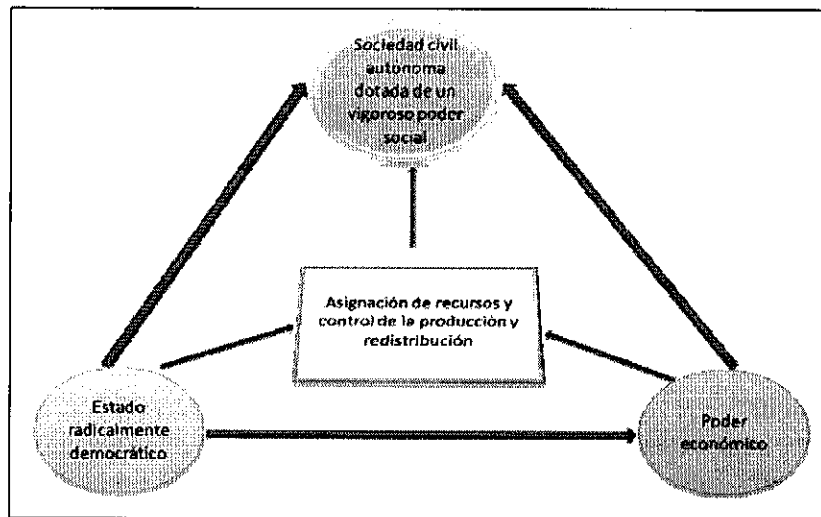 Sociedad civil
autónoma
dotada de un
vigoroso poder
social
Asignación de recursos y
control de la producción y
redistribución
Estado
radicalmente
democrático
Poder
económico